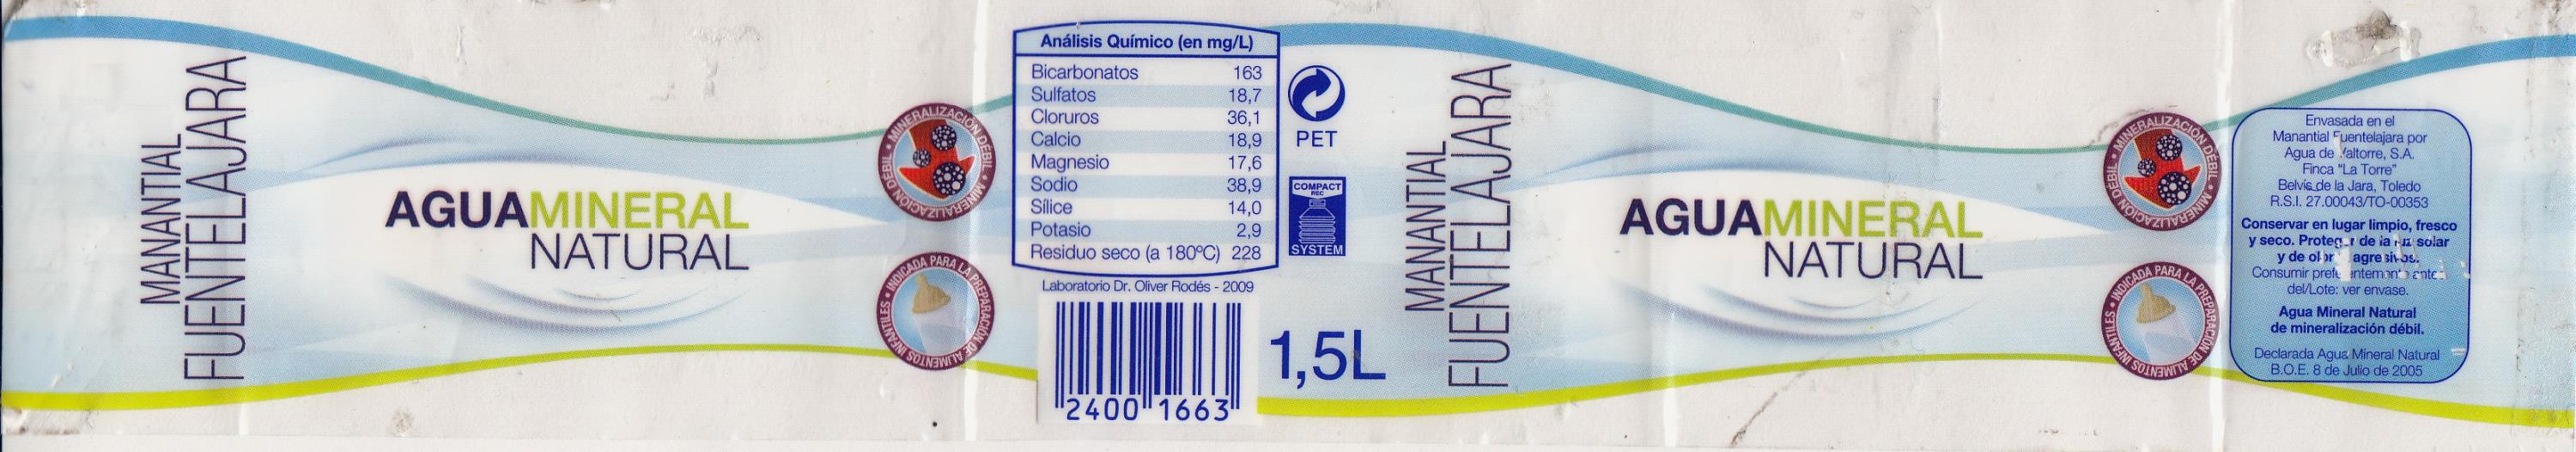 MANANTIAL
FUENTELAJARA
AGUAMINERAL
NATURAL
MINERALIZACIÓN DÉBIL • MINERALIZACIÓN DÉBIL •
INDICADA PARA LA PREPARACIÓN DE ALIMENTOS INFANTILES •
Análisis Químico (en mg/L)
Bicarbonatos 163
Sulfatos 18,7
Cloruros 36,1
Calcio 18,9
Magnesio 17,6
Sodio 38,9
Sílice 14,0
Potasio 2,9
Residuo seco (a 180ºC) 228
Laboratorio Dr. Oliver Rodés - 2009
2400 1663
PET
COMPACT
REC
SYSTEM
1,5L
MANANTIAL
FUENTELAJARA
AGUAMINERAL
NATURAL
MINERALIZACIÓN DÉBIL • MINERALIZACIÓN DÉBIL •
INDICADA PARA LA PREPARACIÓN DE ALIMENTOS INFANTILES •
Envasada en el
Manantial Fuentelajara por
Agua de Valtorre, S.A.
Finca "La Torre"
Belvis de la Jara, Toledo
R.S.I. 27.00043/TO-00353
Conservar en lugar limpio, fresco
y seco. Proteger de la luz solar
y de olores agresivos.
Consumir preferentemente antes
del/Lote: ver envase.
Agua Mineral Natural
de mineralización débil.
Declarada Agua Mineral Natural
B.O.E. 8 de Julio de 2005